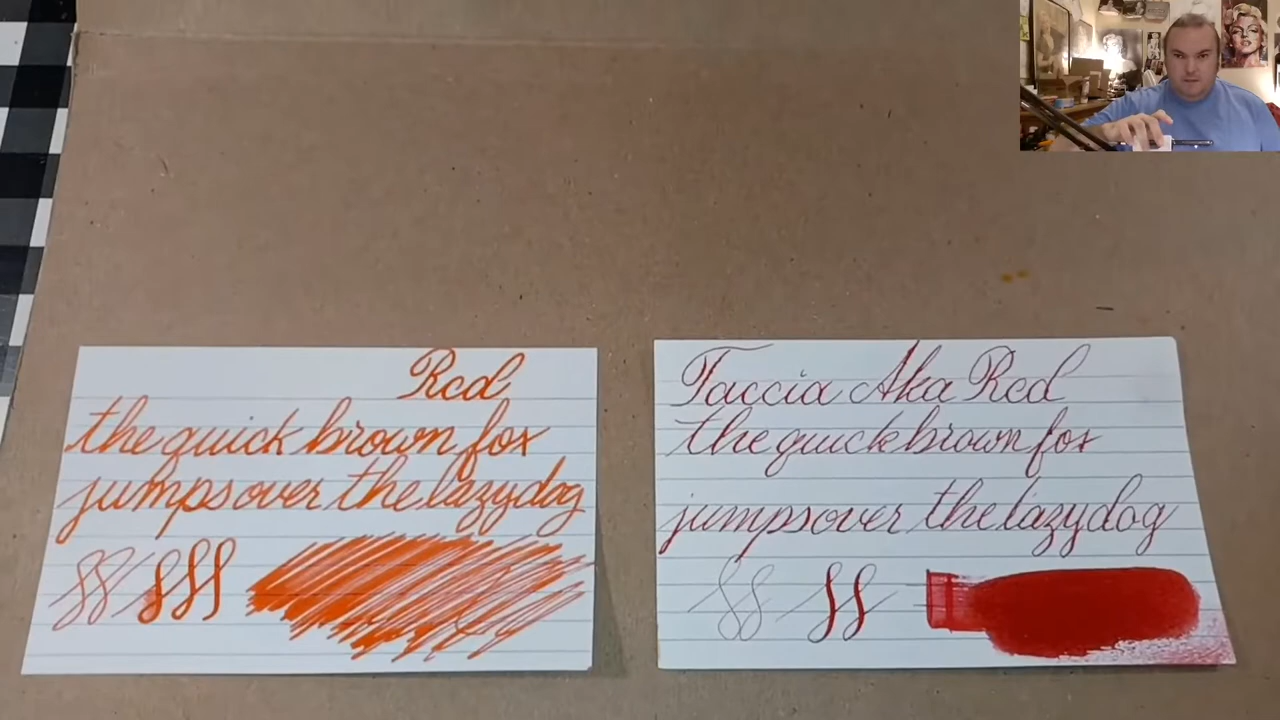 Red
the quick brown fox
jumps over the lazy dog
Taccia Aka Red
the quick brown fox
jumps over the lazy dog